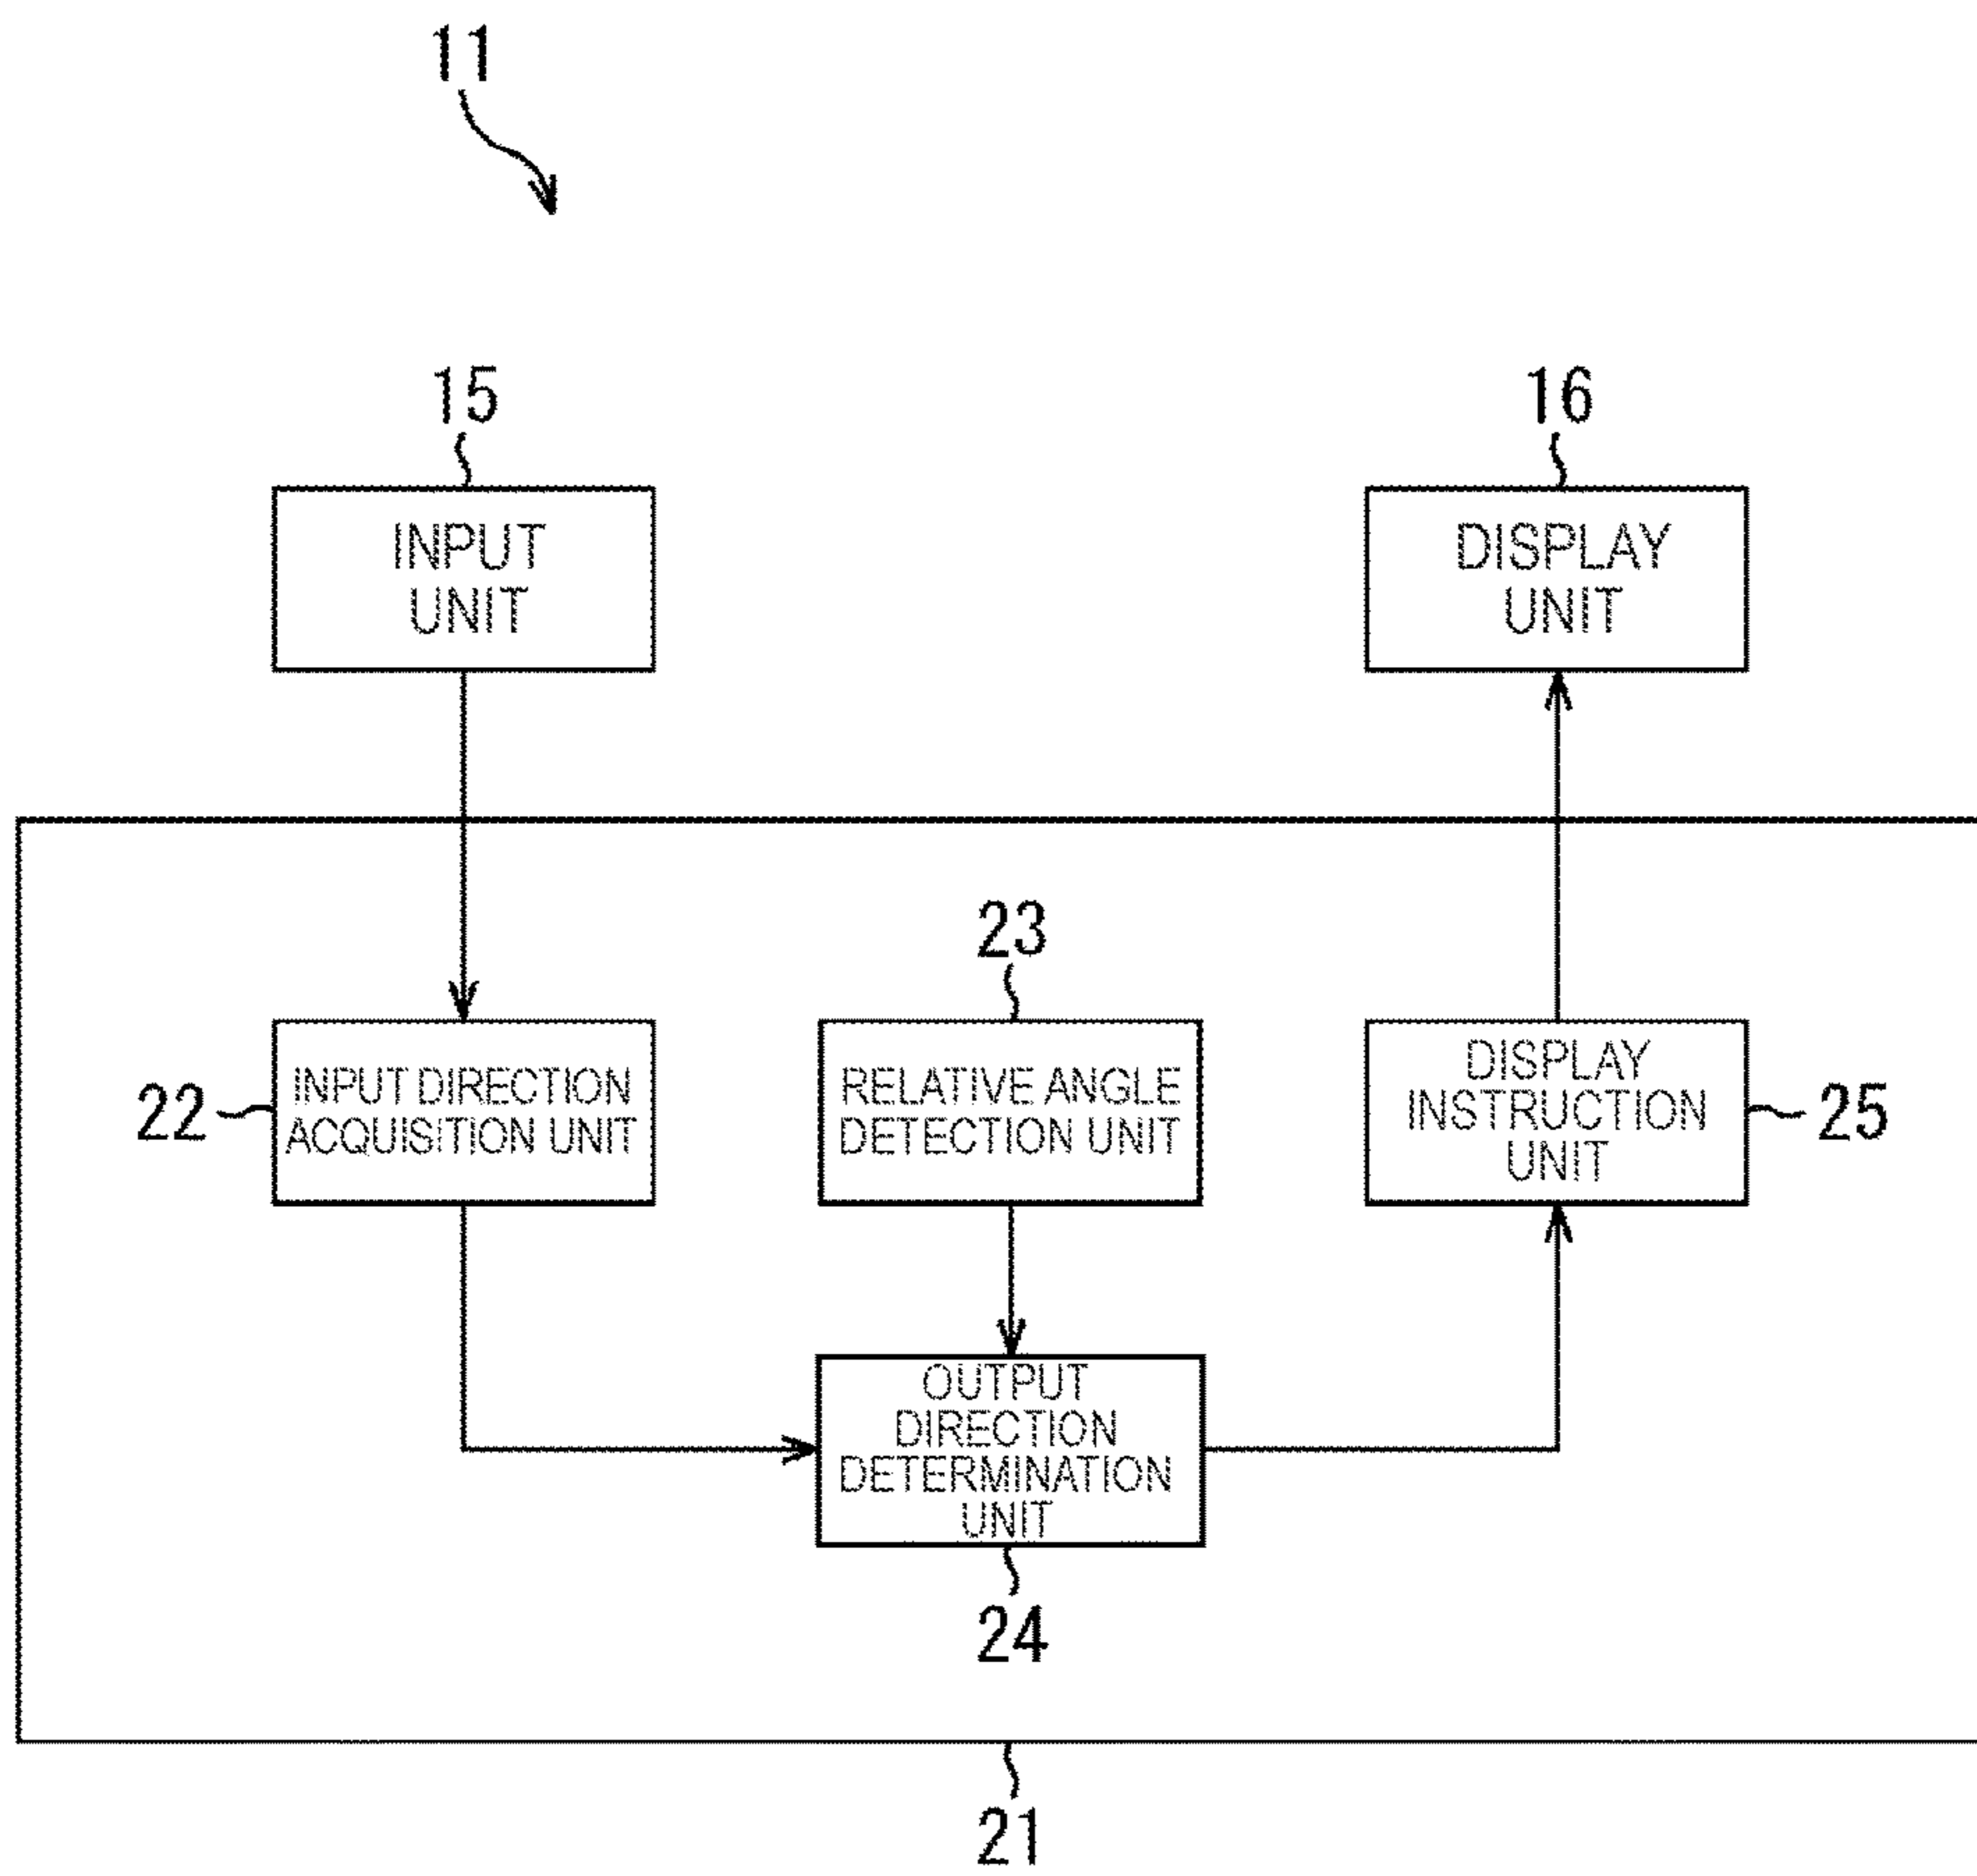 11
15
16
INPUT
UNIT
DISPLAY
UNIT
23
22
INPUT DIRECTION
ACQUISITION UNIT
RELATIVE ANGLE
DETECTION UNIT
DISPLAY
INSTRUCTION
UNIT
25
OUTPUT
DIRECTION
DETERMINATION
UNIT
24
21